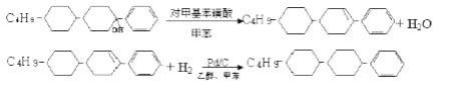 C₄H₉- OH 对甲基苯磺酸 甲苯 C₄H₉- + H₂O
C₄H₉- + H₂ Pd/C 乙醇、甲苯 C₄H₉-